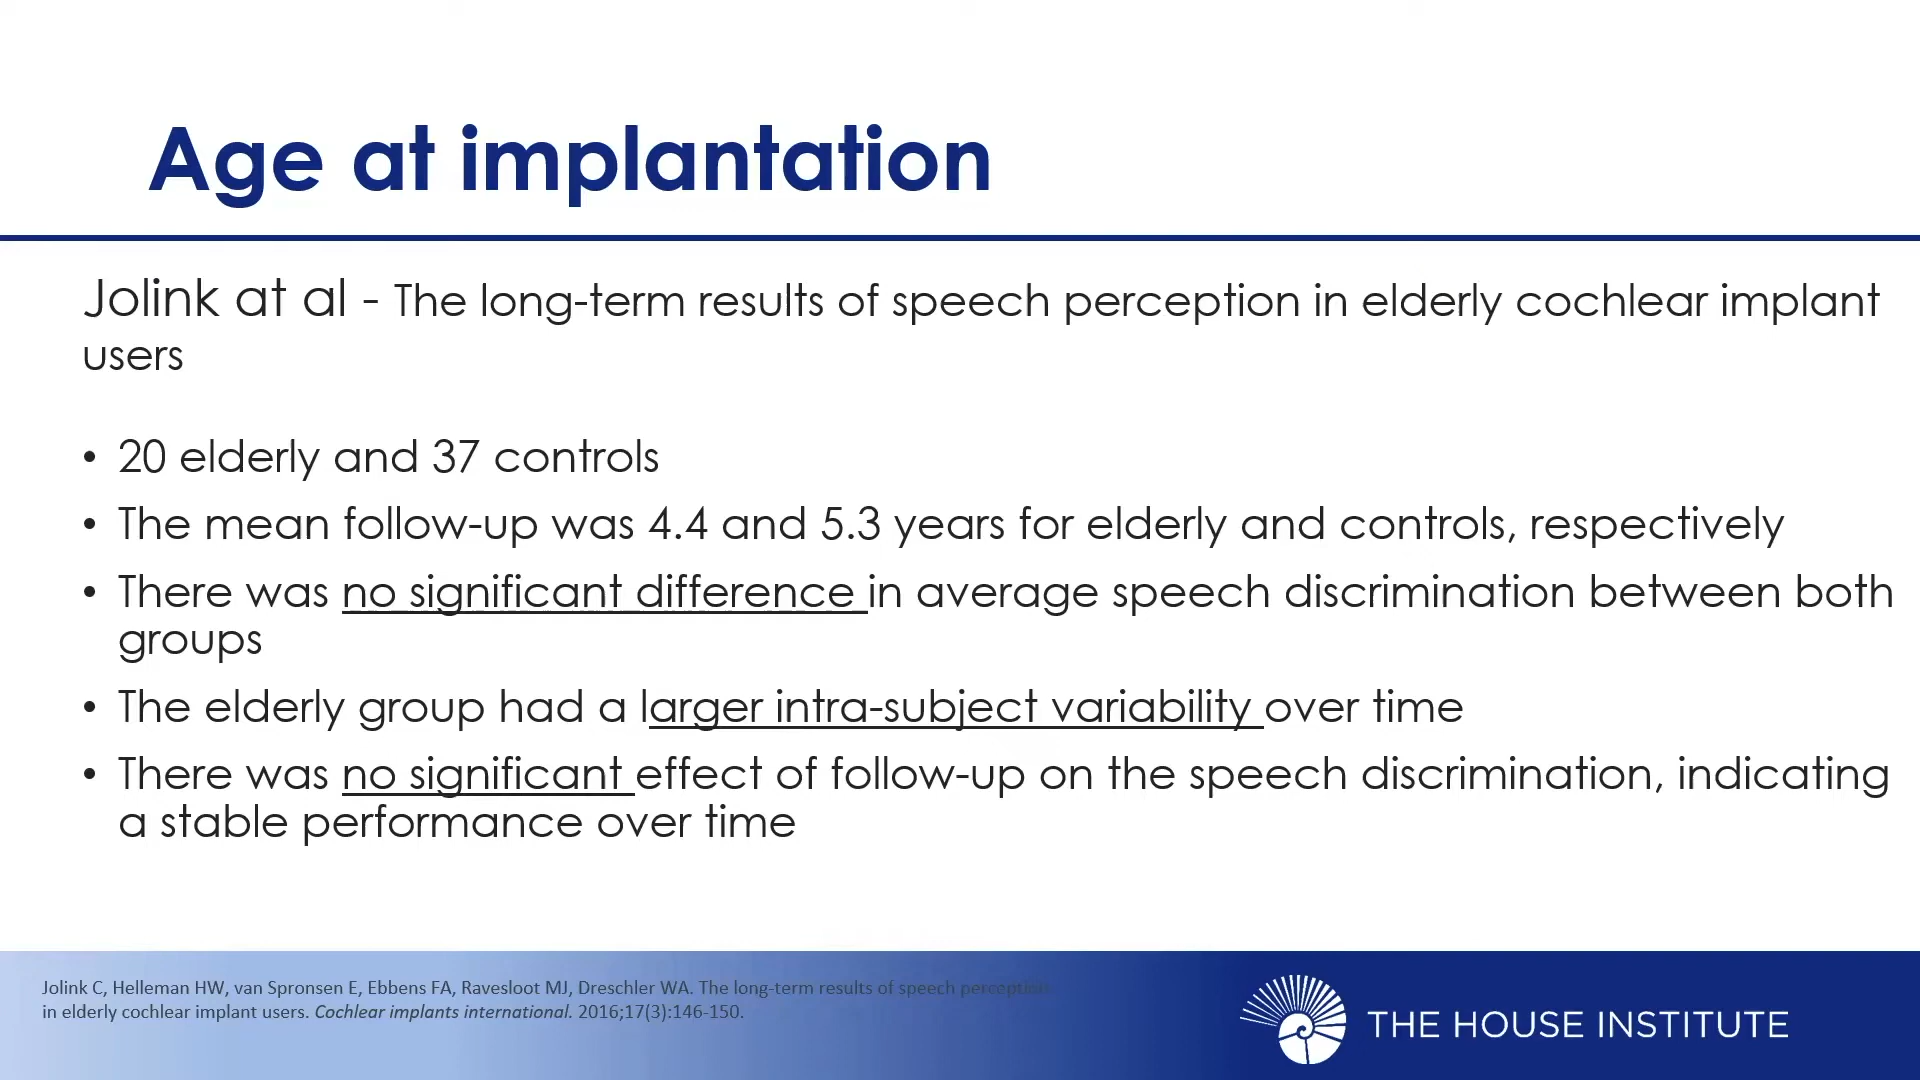 Age at implantation
Jolink at al - The long-term results of speech perception in elderly cochlear implant
users
• 20 elderly and 37 controls
• The mean follow-up was 4.4 and 5.3 years for elderly and controls, respectively
• There was no significant difference in average speech discrimination between both
groups
• The elderly group had a larger intra-subject variability over time
• There was no significant effect of follow-up on the speech discrimination, indicating
a stable performance over time
Jolink C, Helleman HW, van Spronsen E, Ebbens FA, Ravesloot MJ, Dreschler WA. The long-term results of speech perception
in elderly cochlear implant users. Cochlear implants international. 2016;17(3):146-150.
THE HOUSE INSTITUTE